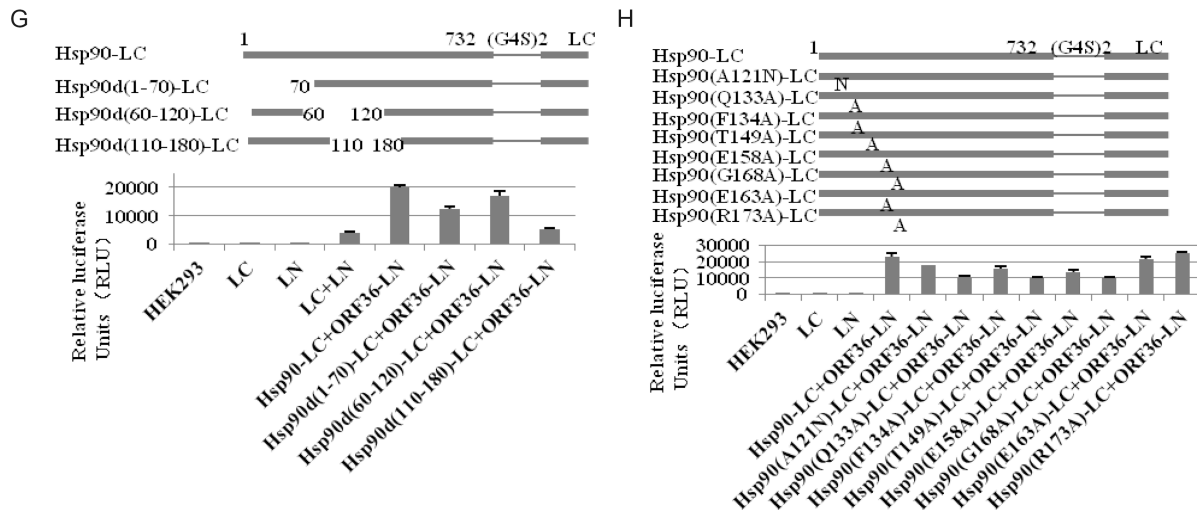 G
1 732 (G4S)2 LC
Hsp90-LC
Hsp90d(1-70)-LC 70
Hsp90d(60-120)-LC 60 120
Hsp90d(110-180)-LC 110 180
Relative luciferase
Units (RLU)
20000
10000
0
HEK293
LC
LN
LC+LN
Hsp90-LC+ORF36-LN
Hsp90d(1-70)-LC+ORF36-LN
Hsp90d(60-120)-LC+ORF36-LN
Hsp90d(110-180)-LC+ORF36-LN
H
1 732 (G4S)2 LC
Hsp90-LC
Hsp90(A121N)-LC
N
Hsp90(Q133A)-LC
A
Hsp90(F134A)-LC
A
Hsp90(T149A)-LC
A
Hsp90(E158A)-LC
A
Hsp90(G168A)-LC
A
Hsp90(E163A)-LC
A
Hsp90(R173A)-LC
A
Relative luciferase
Units (RLU)
30000
20000
10000
0
HEK293
LC
LN
Hsp90-LC+ORF36-LN
Hsp90(A121N)-LC+ORF36-LN
Hsp90(Q133A)-LC+ORF36-LN
Hsp90(F134A)-LC+ORF36-LN
Hsp90(T149A)-LC+ORF36-LN
Hsp90(E158A)-LC+ORF36-LN
Hsp90(G168A)-LC+ORF36-LN
Hsp90(E163A)-LC+ORF36-LN
Hsp90(R173A)-LC+ORF36-LN